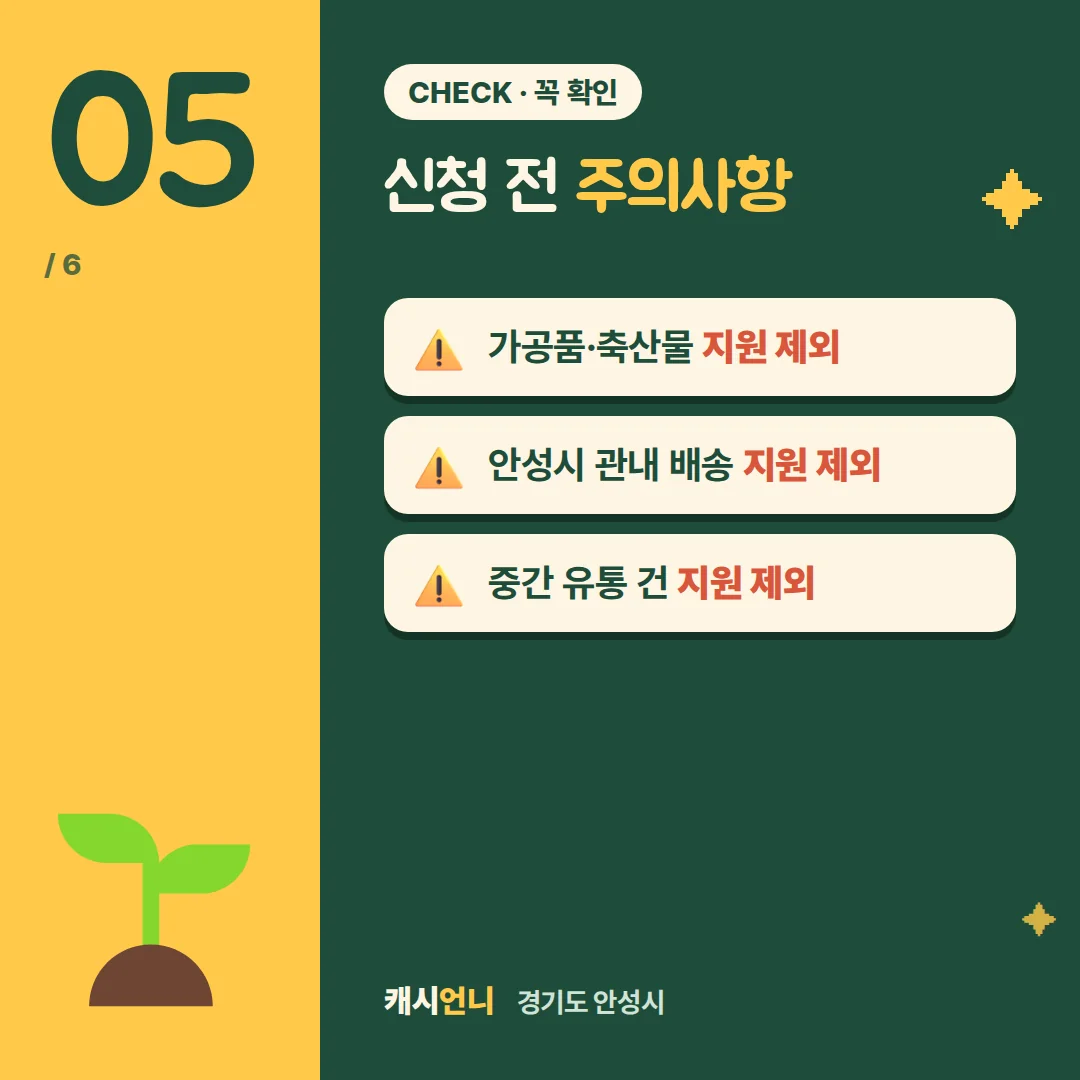 05
/ 6
CHECK · 꼭 확인
신청 전 주의사항
가공품·축산물 지원 제외
안성시 관내 배송 지원 제외
중간 유통 건 지원 제외
캐시언니 경기도 안성시